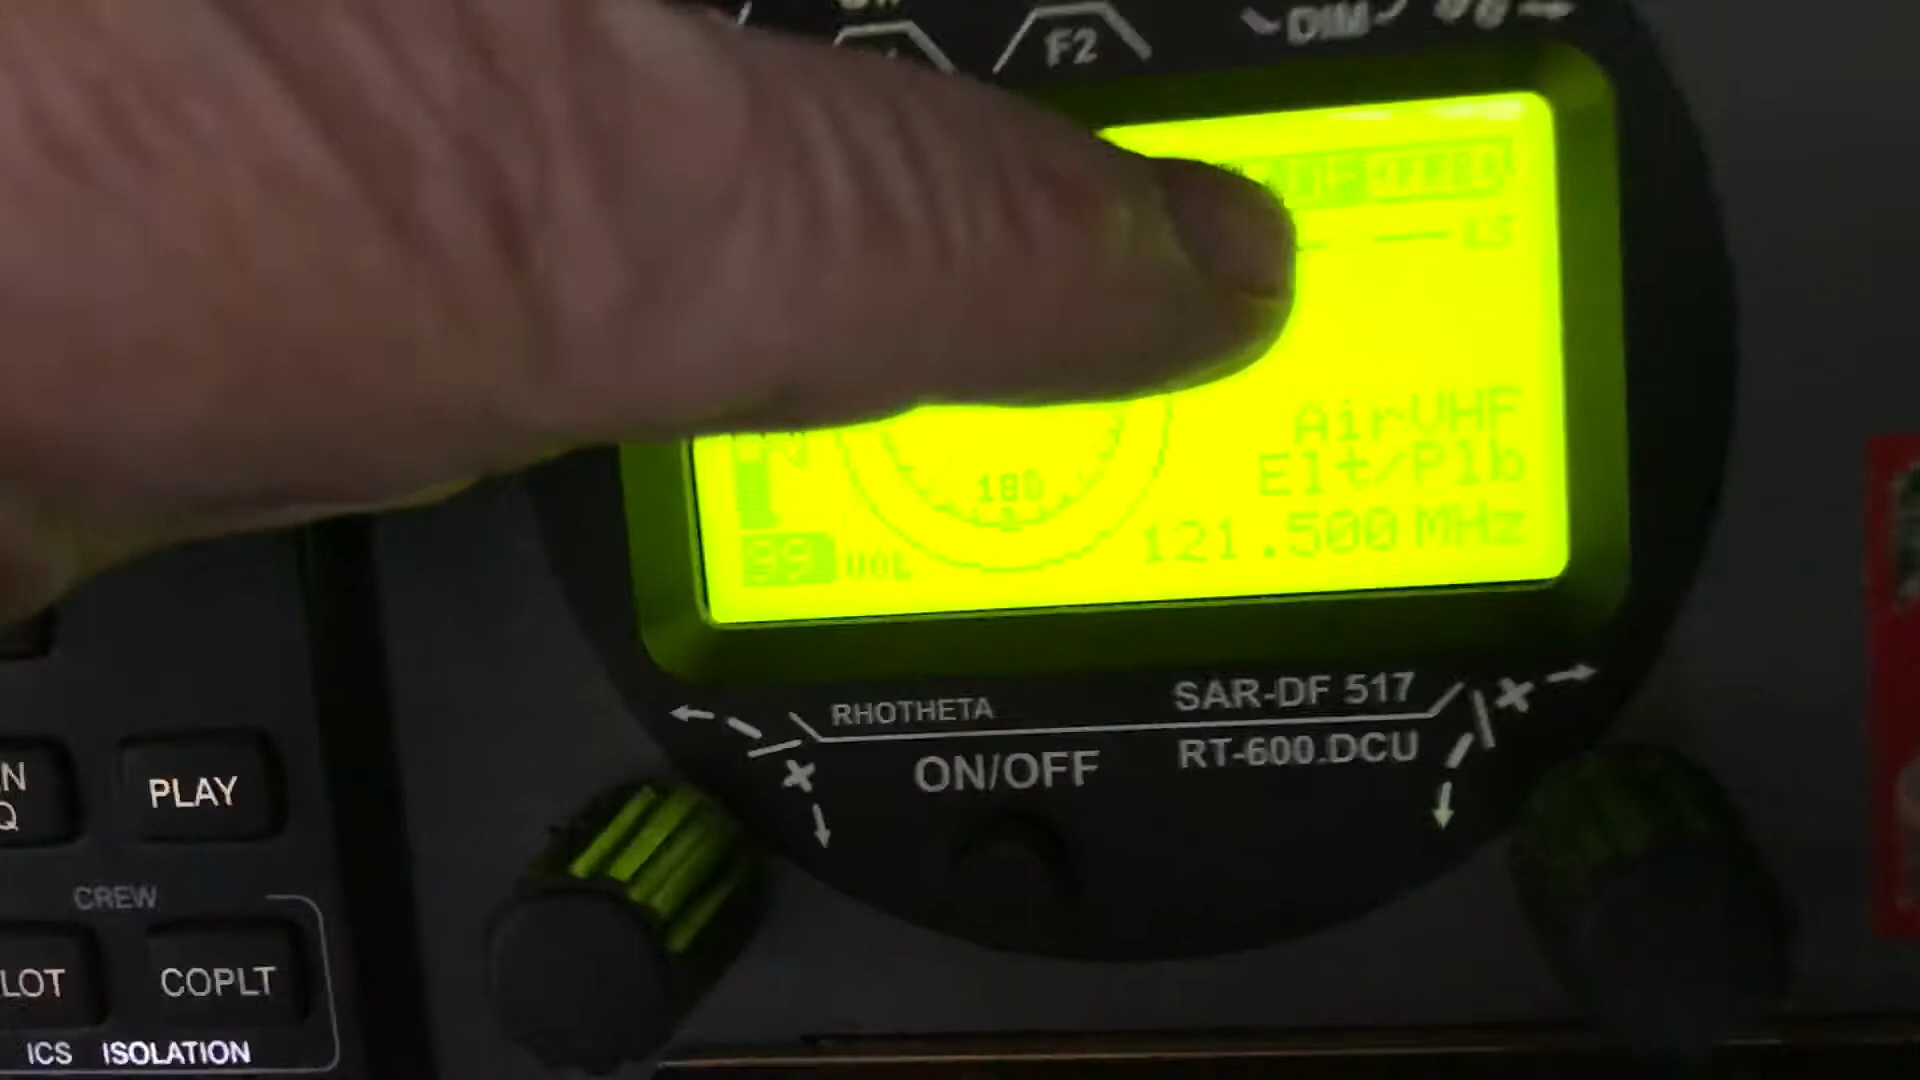 F2
DIM
LS
AirVHF
Elt/Plb
180
121.500 MHz
99 VOL
RHOTHETA
SAR-DF 517
ON/OFF
RT-600.DCU
PLAY
CREW
COPLT
ICS ISOLATION